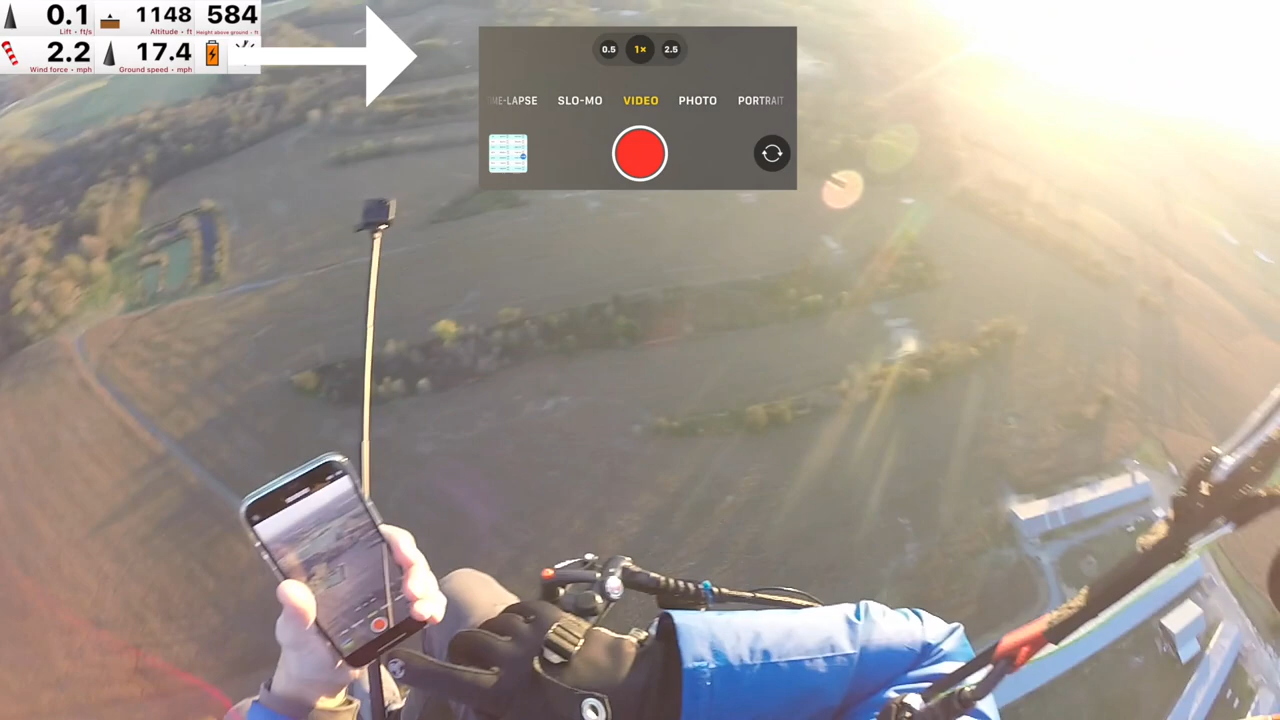 0.1 1148 584
Lift • ft/s Altitude • ft Height above ground • ft
2.2 17.4
Wind force • mph Ground speed • mph
0.5 1× 2.5
ME-LAPSE SLO-MO VIDEO PHOTO PORTRAIT